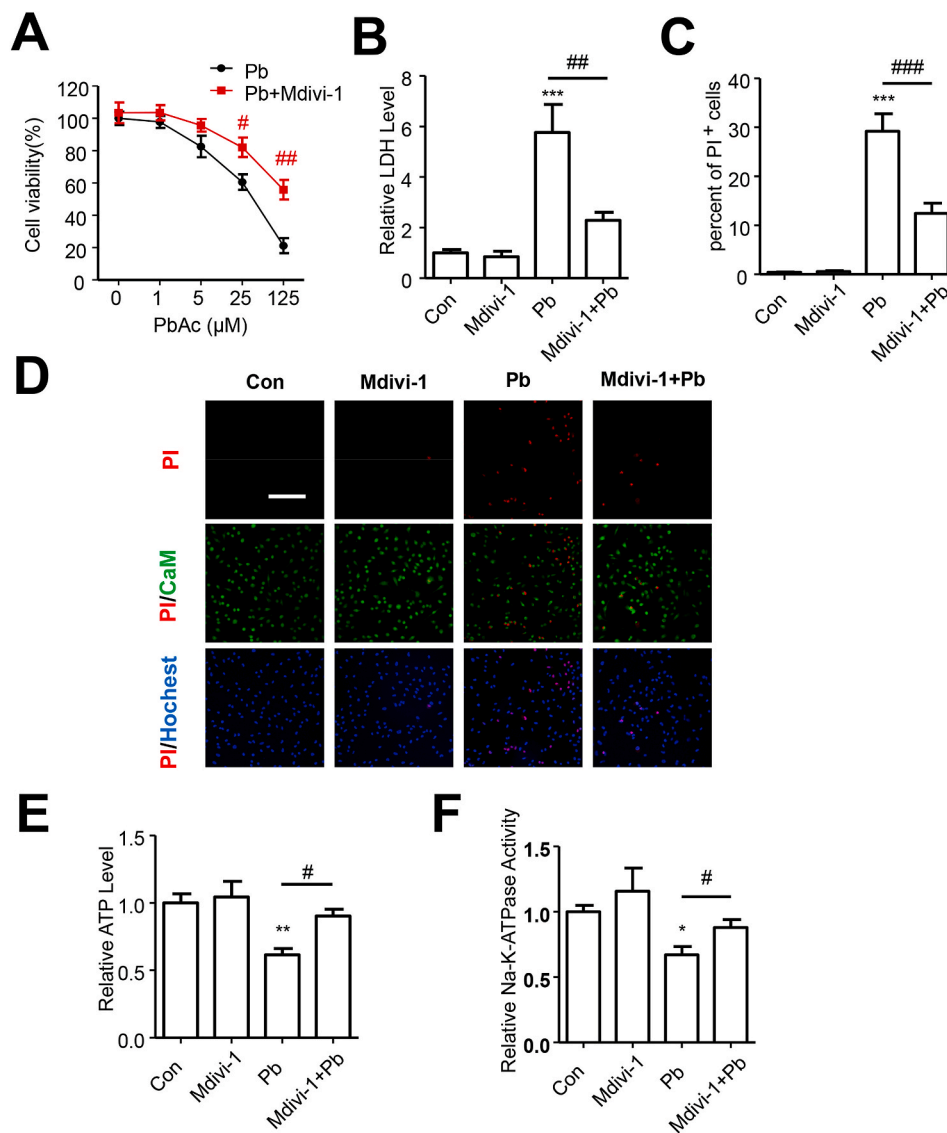 A
Pb
Pb+Mdivi-1
Cell viability(%)
120
100
80
60
40
20
0
#
##
0 1 5 25 125
PbAc (µM)
B
Relative LDH Level
8
6
4
2
0
***
##
Con Mdivi-1 Pb Mdivi-1+Pb
C
percent of PI+ cells
40
30
20
10
0
***
###
Con Mdivi-1 Pb Mdivi-1+Pb
D
Con Mdivi-1 Pb Mdivi-1+Pb
PI
PI/CaM
PI/Hochest
E
Relative ATP Level
1.5
1.0
0.5
0.0
**
#
Con Mdivi-1 Pb Mdivi-1+Pb
F
Relative Na-K-ATPase Activity
1.5
1.0
0.5
0.0
*
#
Con Mdivi-1 Pb Mdivi-1+Pb